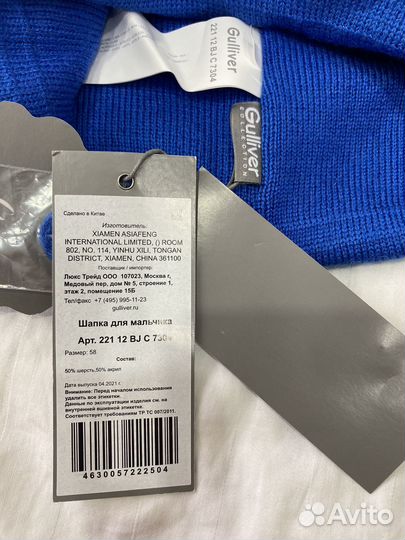 Gulliver
221 12 BJ C 7304
Gulliver
COLLECTION
Сделано в Китае
Изготовитель:
XIAMEN ASIAFENG
INTERNATIONAL LIMITED, () ROOM
802, NO. 114, YINHU XILI, TONGAN
DISTRICT, XIAMEN, CHINA 361100
Поставщик / импортер:
Люкс Трейд ООО 107023, Москва г,
Медовый пер, дом № 5, строение 1,
этаж 2, помещение 15Б
Тел/факс +7 (495) 995-11-23
gulliver.ru
Шапка для мальчика
Арт. 221 12 BJ C 7304
Размер: 58
Состав:
50% шерсть,50% акрил
Дата выпуска 04.2021 г.
Внимание: Перед началом использования
удалить все этикетки.
Данные по эксплуатации изделия см. на
внутренней вшивной этикетке.
Соответствует требованиям ТР ТС 007/2011.
4630057222504
Avito